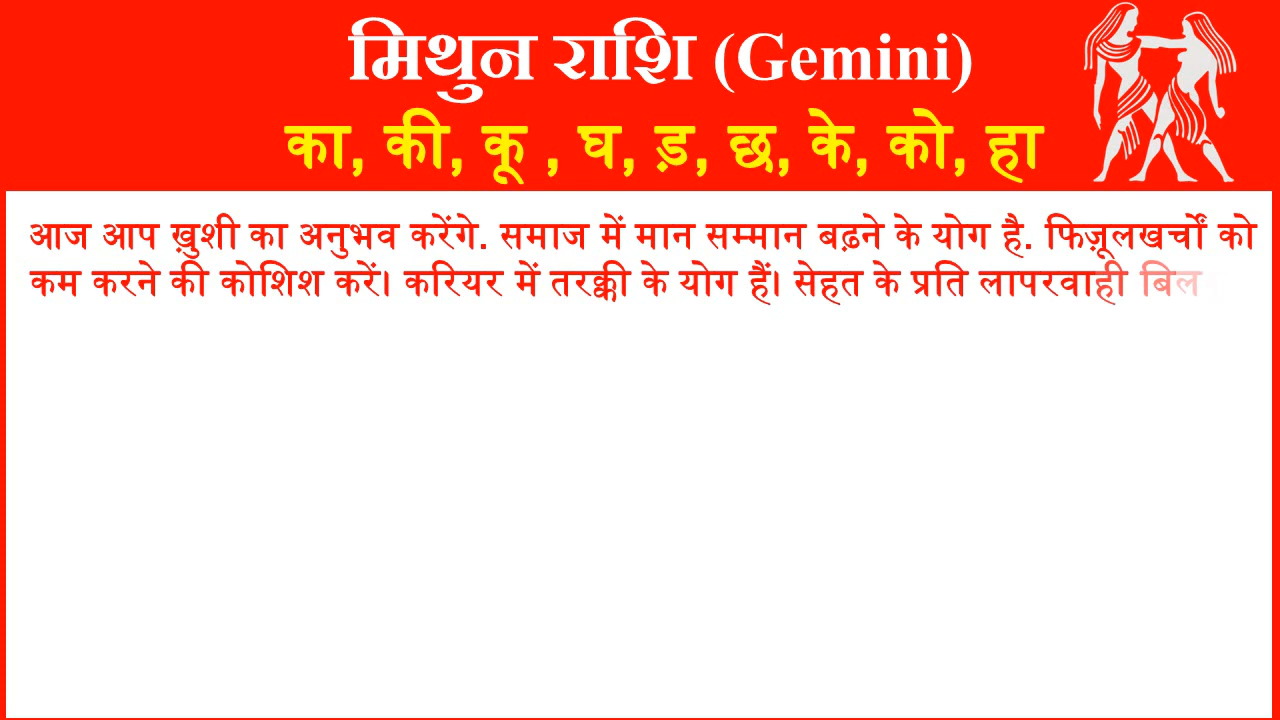 मिथुन राशि (Gemini)
का, की, कू , घ, ड़, छ, के, को, हा
आज आप ख़ुशी का अनुभव करेंगे. समाज में मान सम्मान बढ़ने के योग है. फिज़ूलखर्चों को
कम करने की कोशिश करें। करियर में तरक्की के योग हैं। सेहत के प्रति लापरवाही बिल